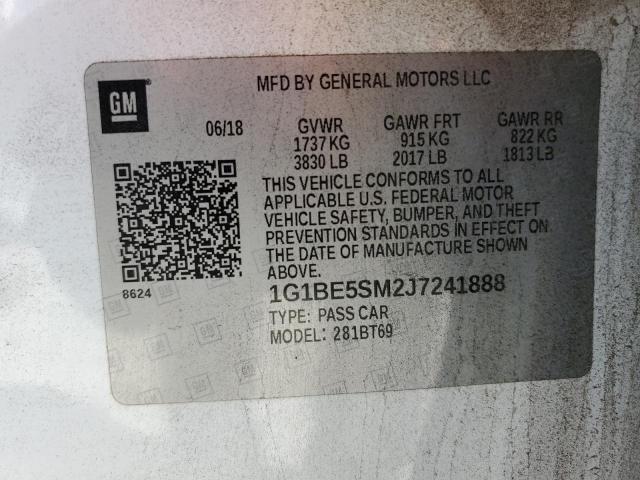 GM
MFD BY GENERAL MOTORS LLC
06/18 GVWR GAWR FRT GAWR RR
1737 KG 915 KG 822 KG
3830 LB 2017 LB 1813 LB
THIS VEHICLE CONFORMS TO ALL
APPLICABLE U.S. FEDERAL MOTOR
VEHICLE SAFETY, BUMPER, AND THEFT
PREVENTION STANDARDS IN EFFECT ON
THE DATE OF MANUFACTURE SHOWN
ABOVE.
8624
1G1BE5SM2J7241888
TYPE: PASS CAR
MODEL: 281BT69